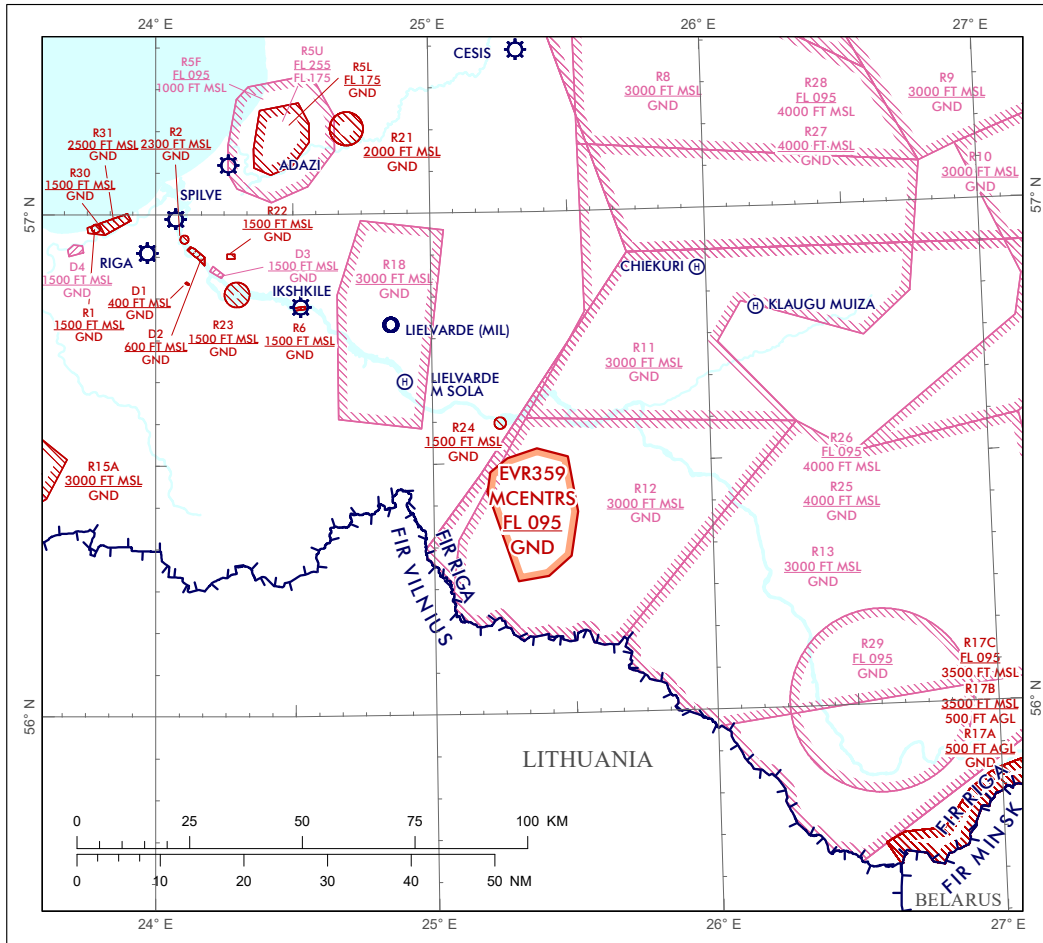 24° E
25° E
26° E
27° E
CESIS
R5U
FL 255
FL 175
R5F
FL 095
1000 FT MSL
R5L
FL 175
GND
R8
3000 FT MSL
GND
R28
FL 095
4000 FT MSL
R27
4000 FT MSL
GND
R9
3000 FT MSL
GND
R10
3000 FT MSL
GND
R31
2500 FT MSL
GND
R2
2300 FT MSL
GND
R21
2000 FT MSL
GND
ADAZI
R30
1500 FT MSL
GND
SPILVE
57° N
57° N
R22
1500 FT MSL
GND
RIGA
D4
1500 FT MSL
GND
D3
1500 FT MSL
GND
R18
3000 FT MSL
GND
CHIEKURI
H
D1
400 FT MSL
GND
IKSHKILE
H
KLAUGU MUIZA
R1
1500 FT MSL
GND
D2
600 FT MSL
GND
R23
1500 FT MSL
GND
R6
1500 FT MSL
GND
LIELVARDE (MIL)
R11
3000 FT MSL
GND
H
LIELVARDE
M SOLA
R24
1500 FT MSL
GND
R26
FL 095
4000 FT MSL
R15A
3000 FT MSL
GND
EVR359
MCENTRS
FL 095
GND
R12
3000 FT MSL
GND
R25
4000 FT MSL
GND
R13
3000 FT MSL
GND
FIR RIGA
FIR VILNIUS
R29
FL 095
GND
R17C
FL 095
3500 FT MSL
R17B
3500 FT MSL
500 FT AGL
R17A
500 FT AGL
GND
56° N
56° N
LITHUANIA
FIR RIGA
FIR MINSK
0 25 50 75 100 KM
0 10 20 30 40 50 NM
BELARUS
24° E
25° E
26° E
27° E